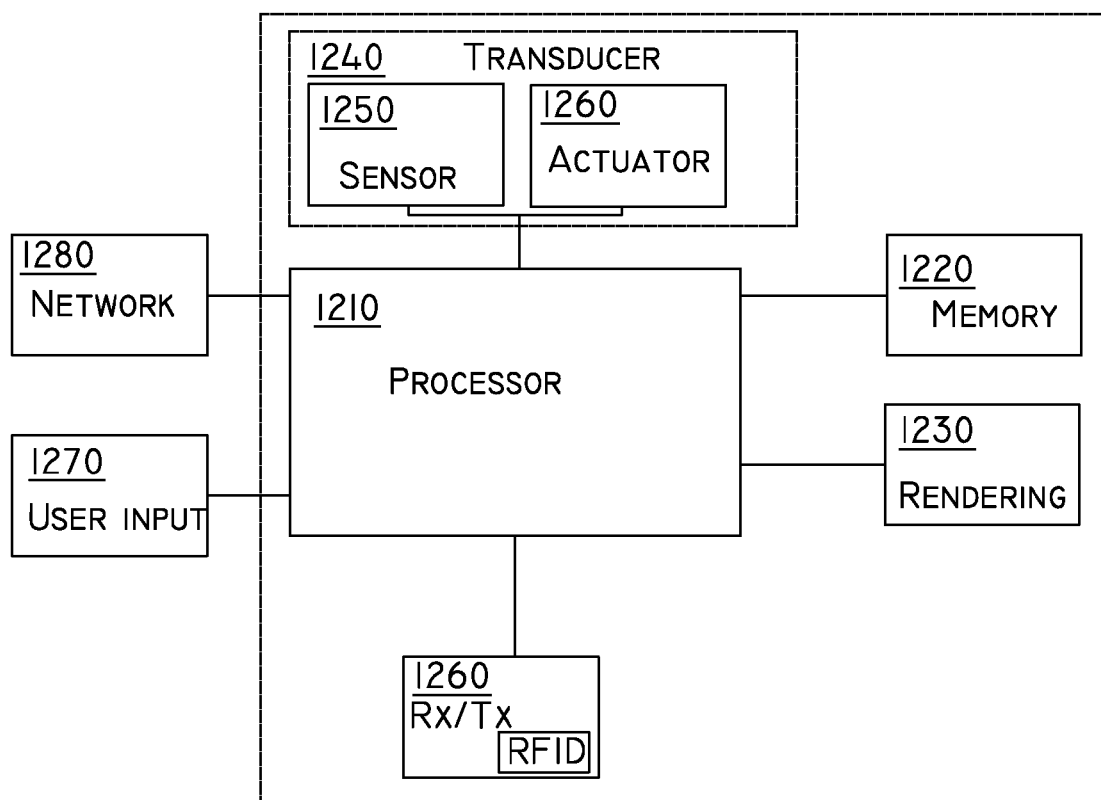 1240 TRANSDUCER
1250
SENSOR
1260
ACTUATOR
1280
NETWORK
1210
PROCESSOR
1220
MEMORY
1270
USER INPUT
1230
RENDERING
1260
RX/TX
RFID